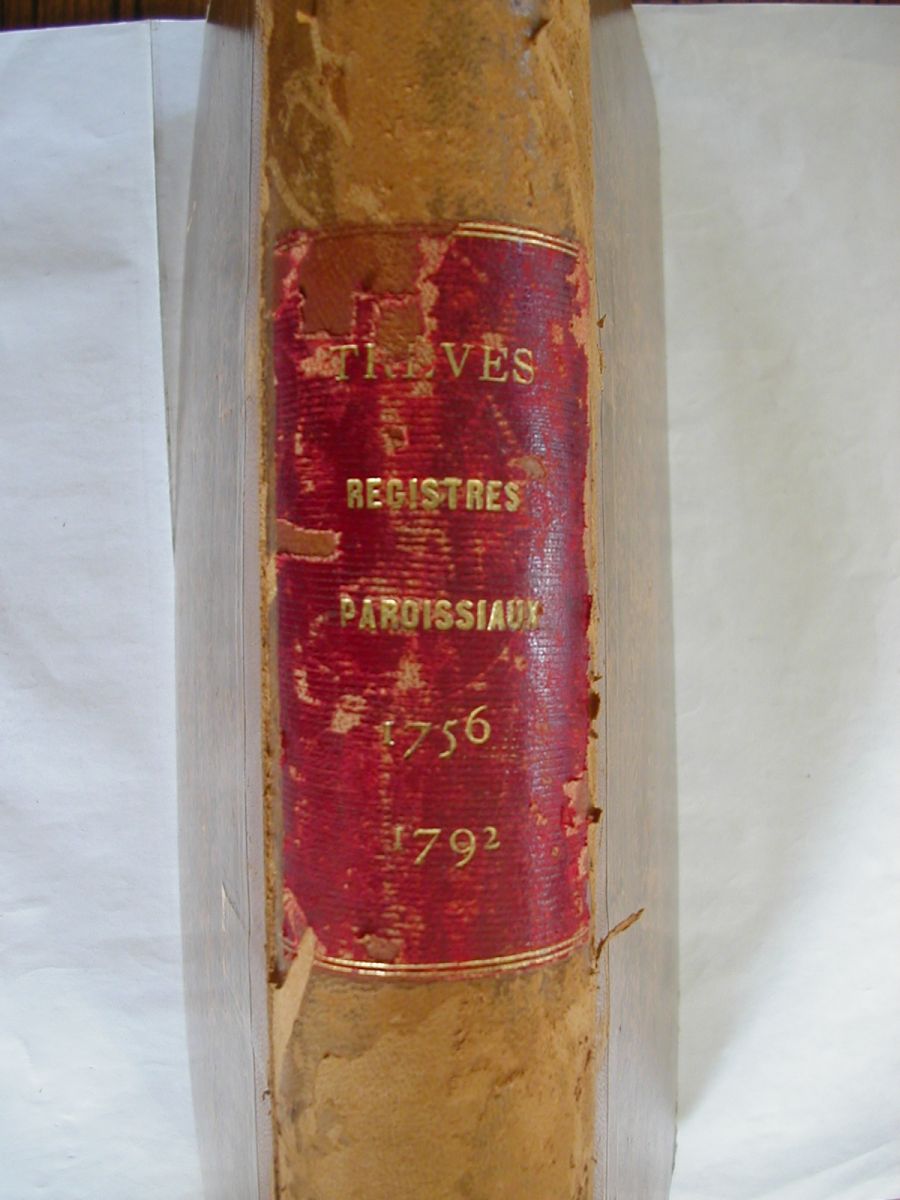 TREVES
REGISTRES
PAROISSIAUX
1756
1792